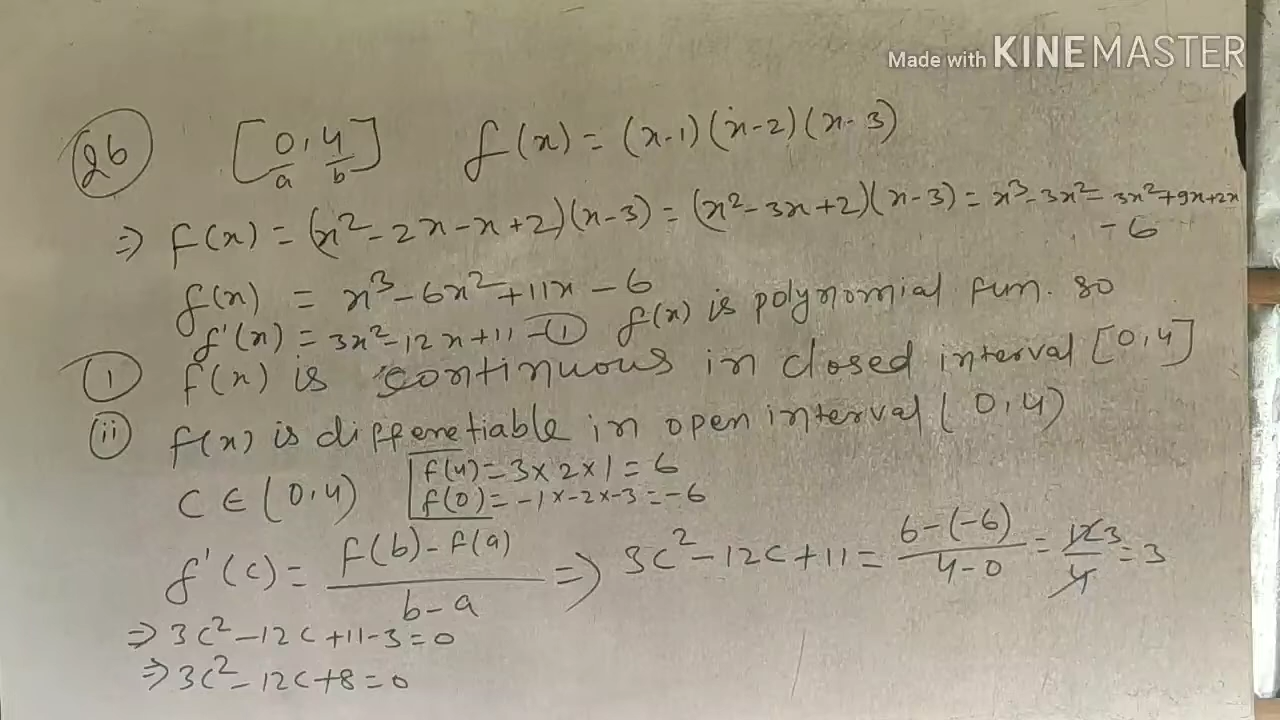 Made with KINEMASTER
26 [0,4] f(x) = (x-1)(x-2)(x-3)
a b
⇒ f(x) = (x²-2x-x+2)(x-3) = (x²-3x+2)(x-3) = x³-3x²-3x²+9x+2x
-6
f(x) = x³-6x²+11x-6
f'(x) = 3x²-12x+11 -① f(x) is polynomial fun. so
① f(x) is continuous in closed interval [0,4]
ⓘⓘ f(x) is differetiable in open interval (0,4)
C ∈ (0,4) f(4) = 3×2×1 = 6
f(0) = -1×-2×-3 = -6
f'(c) = f(b)-f(a) / b-a ⇒ 3c²-12c+11 = 6-(-6) / 4-0 = 12 3 / 4 = 3
⇒ 3c²-12c+11-3=0
⇒ 3c²-12c+8=0